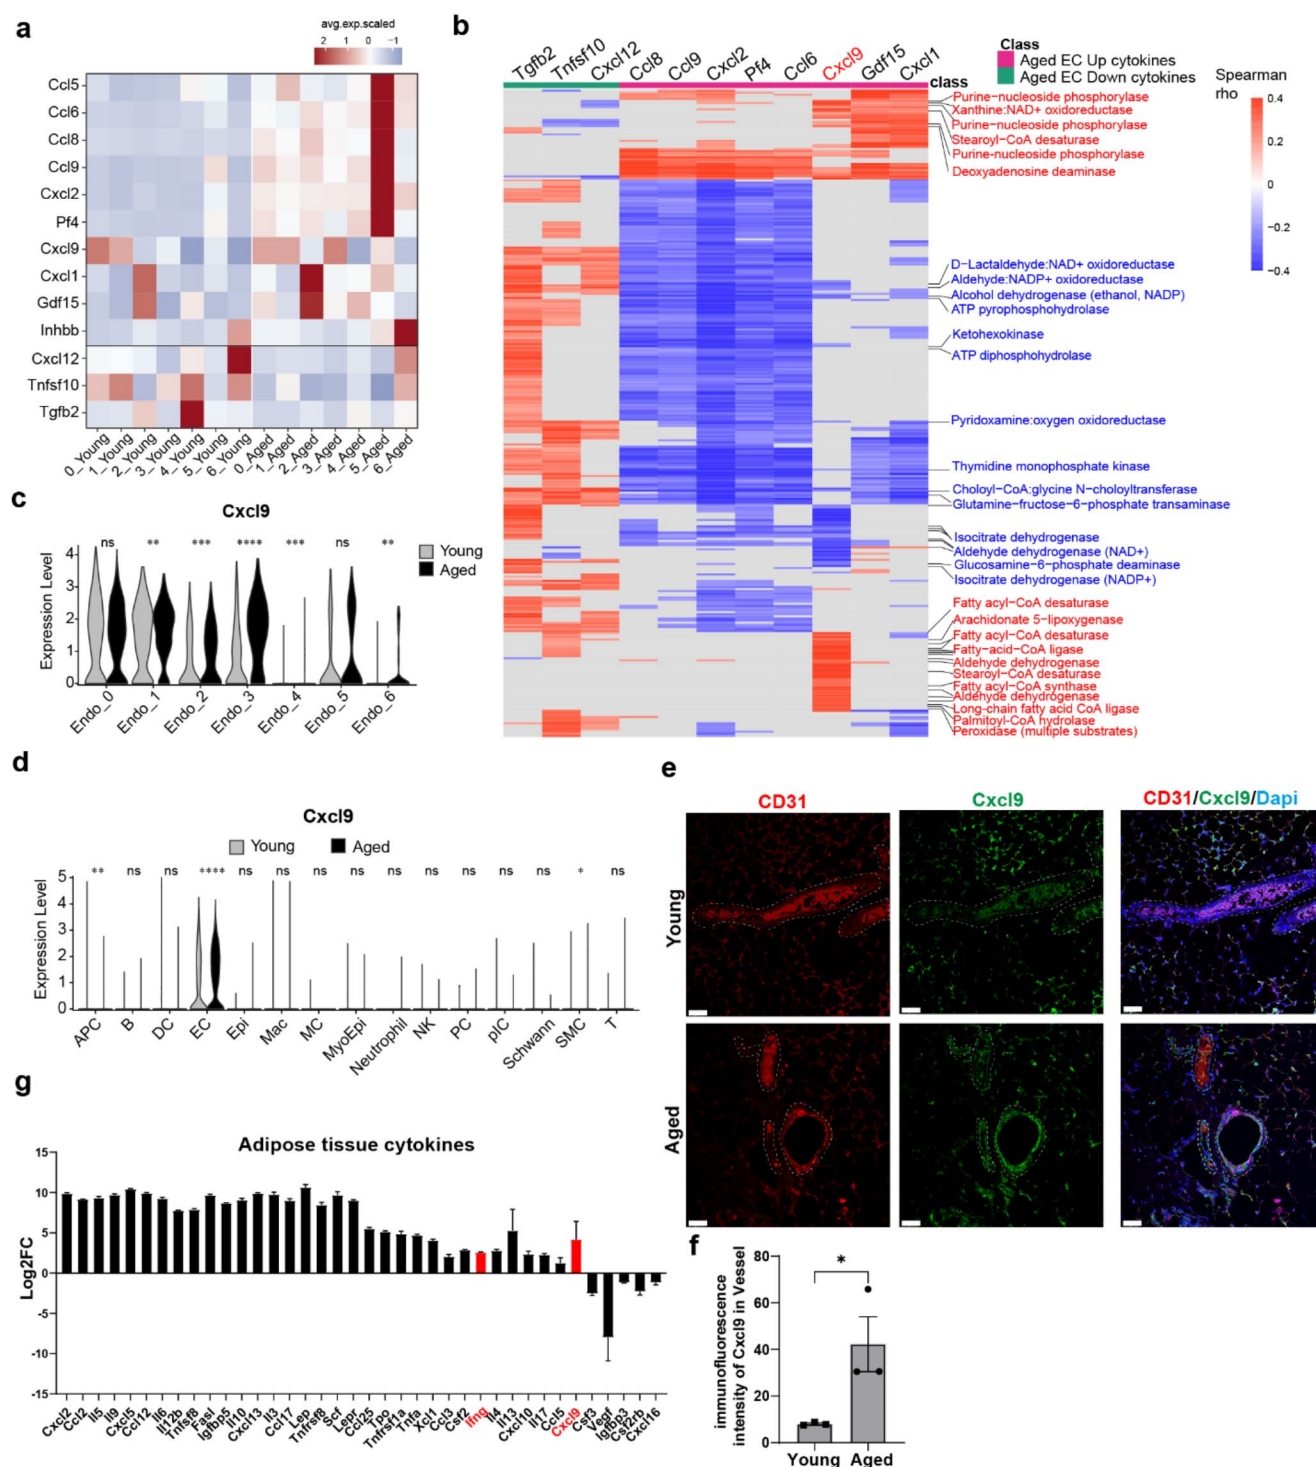 a
avg.exp.scaled
2 1 0 −1
Ccl5
Ccl6
Ccl8
Ccl9
Cxcl2
Pf4
Cxcl9
Cxcl1
Gdf15
Inhbb
Cxcl12
Tnfsf10
Tgfb2
0_Young
1_Young
2_Young
3_Young
4_Young
5_Young
6_Young
0_Aged
1_Aged
2_Aged
3_Aged
4_Aged
5_Aged
6_Aged
b
Tgfb2
Tnfsf10
Cxcl12
Ccl8
Ccl9
Cxcl2
Pf4
Ccl6
Cxcl9
Gdf15
Cxcl1
Class
Aged EC Up cytokines
Aged EC Down cytokines
class
Spearman
rho
0.4
0.2
0
−0.2
−0.4
Purine−nucleoside phosphorylase
Xanthine:NAD+ oxidoreductase
Purine−nucleoside phosphorylase
Stearoyl−CoA desaturase
Purine-nucleoside phosphorylase
Deoxyadenosine deaminase
D−Lactaldehyde:NAD+ oxidoreductase
Aldehyde:NADP+ oxidoreductase
Alcohol dehydrogenase (ethanol, NADP)
ATP pyrophosphohydrolase
Ketohexokinase
ATP diphosphohydrolase
Pyridoxamine:oxygen oxidoreductase
Thymidine monophosphate kinase
Choloyl−CoA:glycine N−choloyltransferase
Glutamine−fructose−6−phosphate transaminase
Isocitrate dehydrogenase
Aldehyde dehydrogenase (NAD+)
Glucosamine−6−phosphate deaminase
Isocitrate dehydrogenase (NADP+)
Fatty acyl−CoA desaturase
Arachidonate 5−lipoxygenase
Fatty acyl−CoA desaturase
Fatty−acid−CoA ligase
Aldehyde dehydrogenase
Stearoyl−CoA desaturase
Fatty acyl−CoA synthase
Aldehyde dehydrogenase
Long−chain fatty acid CoA ligase
Palmitoyl−CoA hydrolase
Peroxidase (multiple substrates)
c
Cxcl9
ns ** *** **** *** ns **
Young
Aged
Expression Level
4
3
2
1
0
Endo_0
Endo_1
Endo_2
Endo_3
Endo_4
Endo_5
Endo_6
d
Cxcl9
Young Aged
** ns ns **** ns ns ns ns ns ns ns ns ns * ns
Expression Level
5
4
3
2
1
0
APC
B
DC
EC
Epi
Mac
MC
MyoEpi
Neutrophil
NK
PC
pIC
Schwann
SMC
T
e
CD31
Cxcl9
CD31/Cxcl9/Dapi
Young
Aged
g
Adipose tissue cytokines
Log2FC
15
10
5
0
-5
-10
-15
Cxcl2
Ccl2
Il5
Il9
Cxcl5
Ccl12
Il6
Il12b
Tnfsf8
Fasl
Igfbp5
Il10
Cxcl13
Il3
Ccl17
Lep
Tnfrsf8
Scf
Lepr
Ccl25
Tpo
Tnfrsf1a
Tnfa
Xcl1
Ccl3
Csf2
Ifng
Il4
Il13
Cxcl10
Il17
Ccl5
Cxcl9
Csf3
Vegf
Igfbp3
Csf2rb
Cxcl16
f
immunofluorescence
intensity of Cxcl9 in Vessel
80
60
40
20
0
*
Young Aged